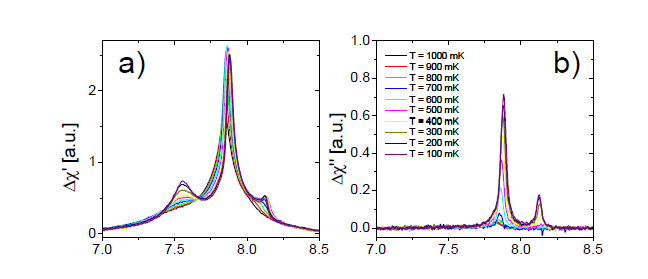 a)
Δχ' [a.u.]
2
1
0
7.0 7.5 8.0 8.5
b)
Δχ'' [a.u.]
1.0
0.8
0.6
0.4
0.2
0.0
T = 1000 mK
T = 900 mK
T = 800 mK
T = 700 mK
T = 600 mK
T = 500 mK
T = 400 mK
T = 300 mK
T = 200 mK
T = 100 mK
7.0 7.5 8.0 8.5